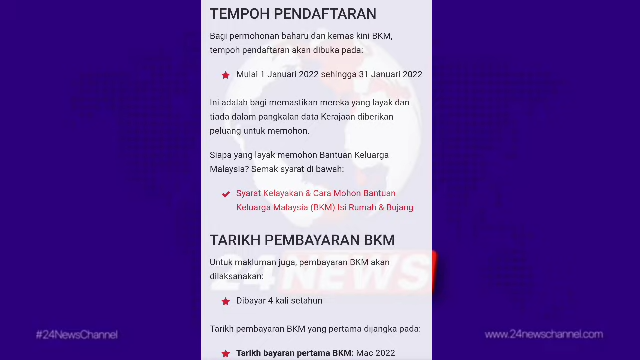 TEMPOH PENDAFTARAN
Bagi permohonan baharu dan kemas kini BKM,
tempoh pendaftaran akan dibuka pada:
Mulai 1 Januari 2022 sehingga 31 Januari 2022
Ini adalah bagi memastikan mereka yang layak dan
tiada dalam pangkalan data Kerajaan diberikan
peluang untuk memohon.
Siapa yang layak memohon Bantuan Keluarga
Malaysia? Semak syarat di bawah:
Syarat Kelayakan & Cara Mohon Bantuan
Keluarga Malaysia (BKM) Isi Rumah & Bujang
TARIKH PEMBAYARAN BKM
Untuk makluman juga, pembayaran BKM akan
dilaksanakan:
24NEWS
Dibayar 4 kali setahun
Tarikh pembayaran BKM yang pertama dijangka pada:
#24NewsChannel
www.24newschannel.com
Tarikh bayaran pertama BKM: Mac 2022